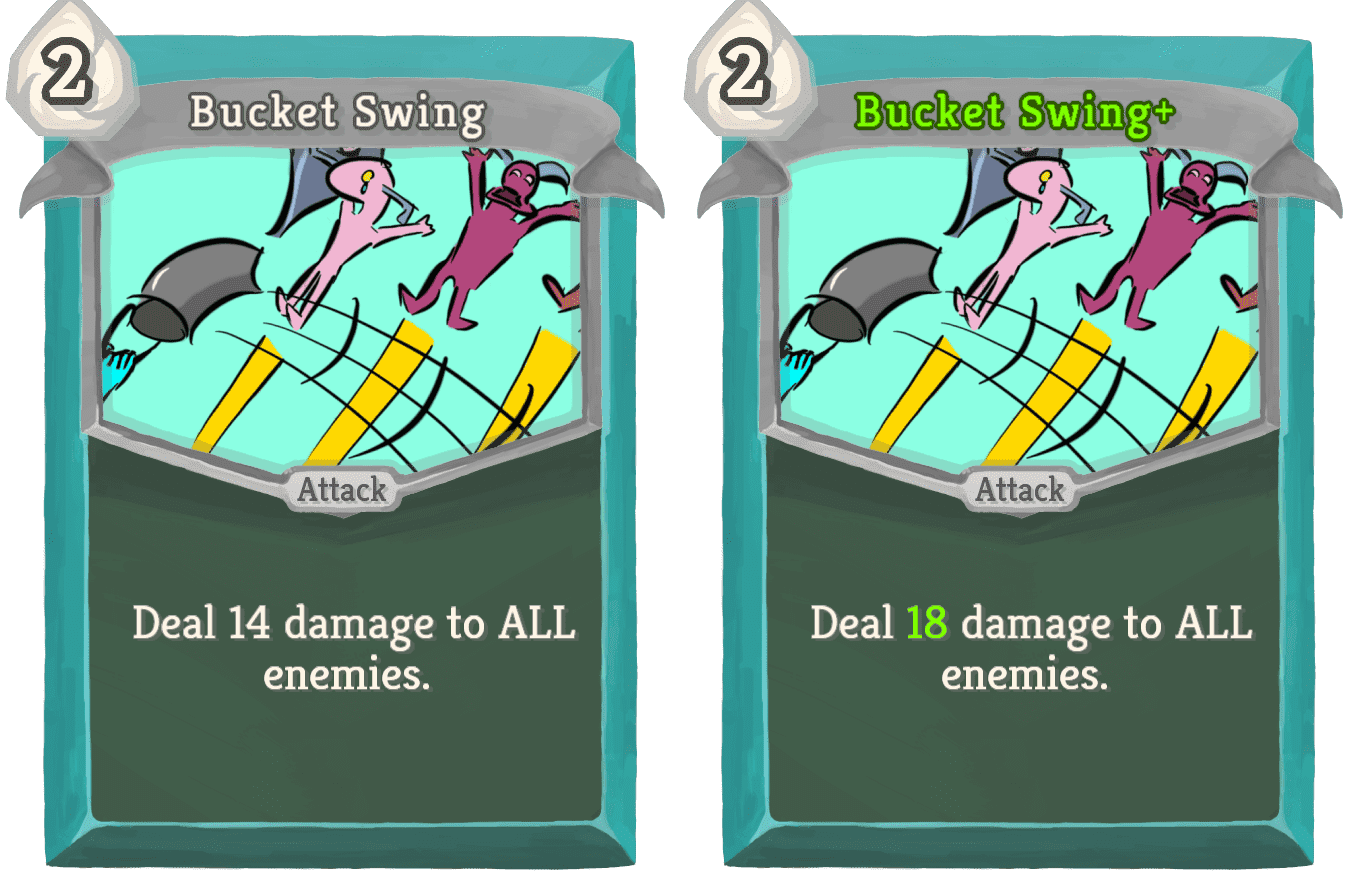 2
Bucket Swing
Attack
Deal 14 damage to ALL
enemies.
2
Bucket Swing+
Attack
Deal 18 damage to ALL
enemies.